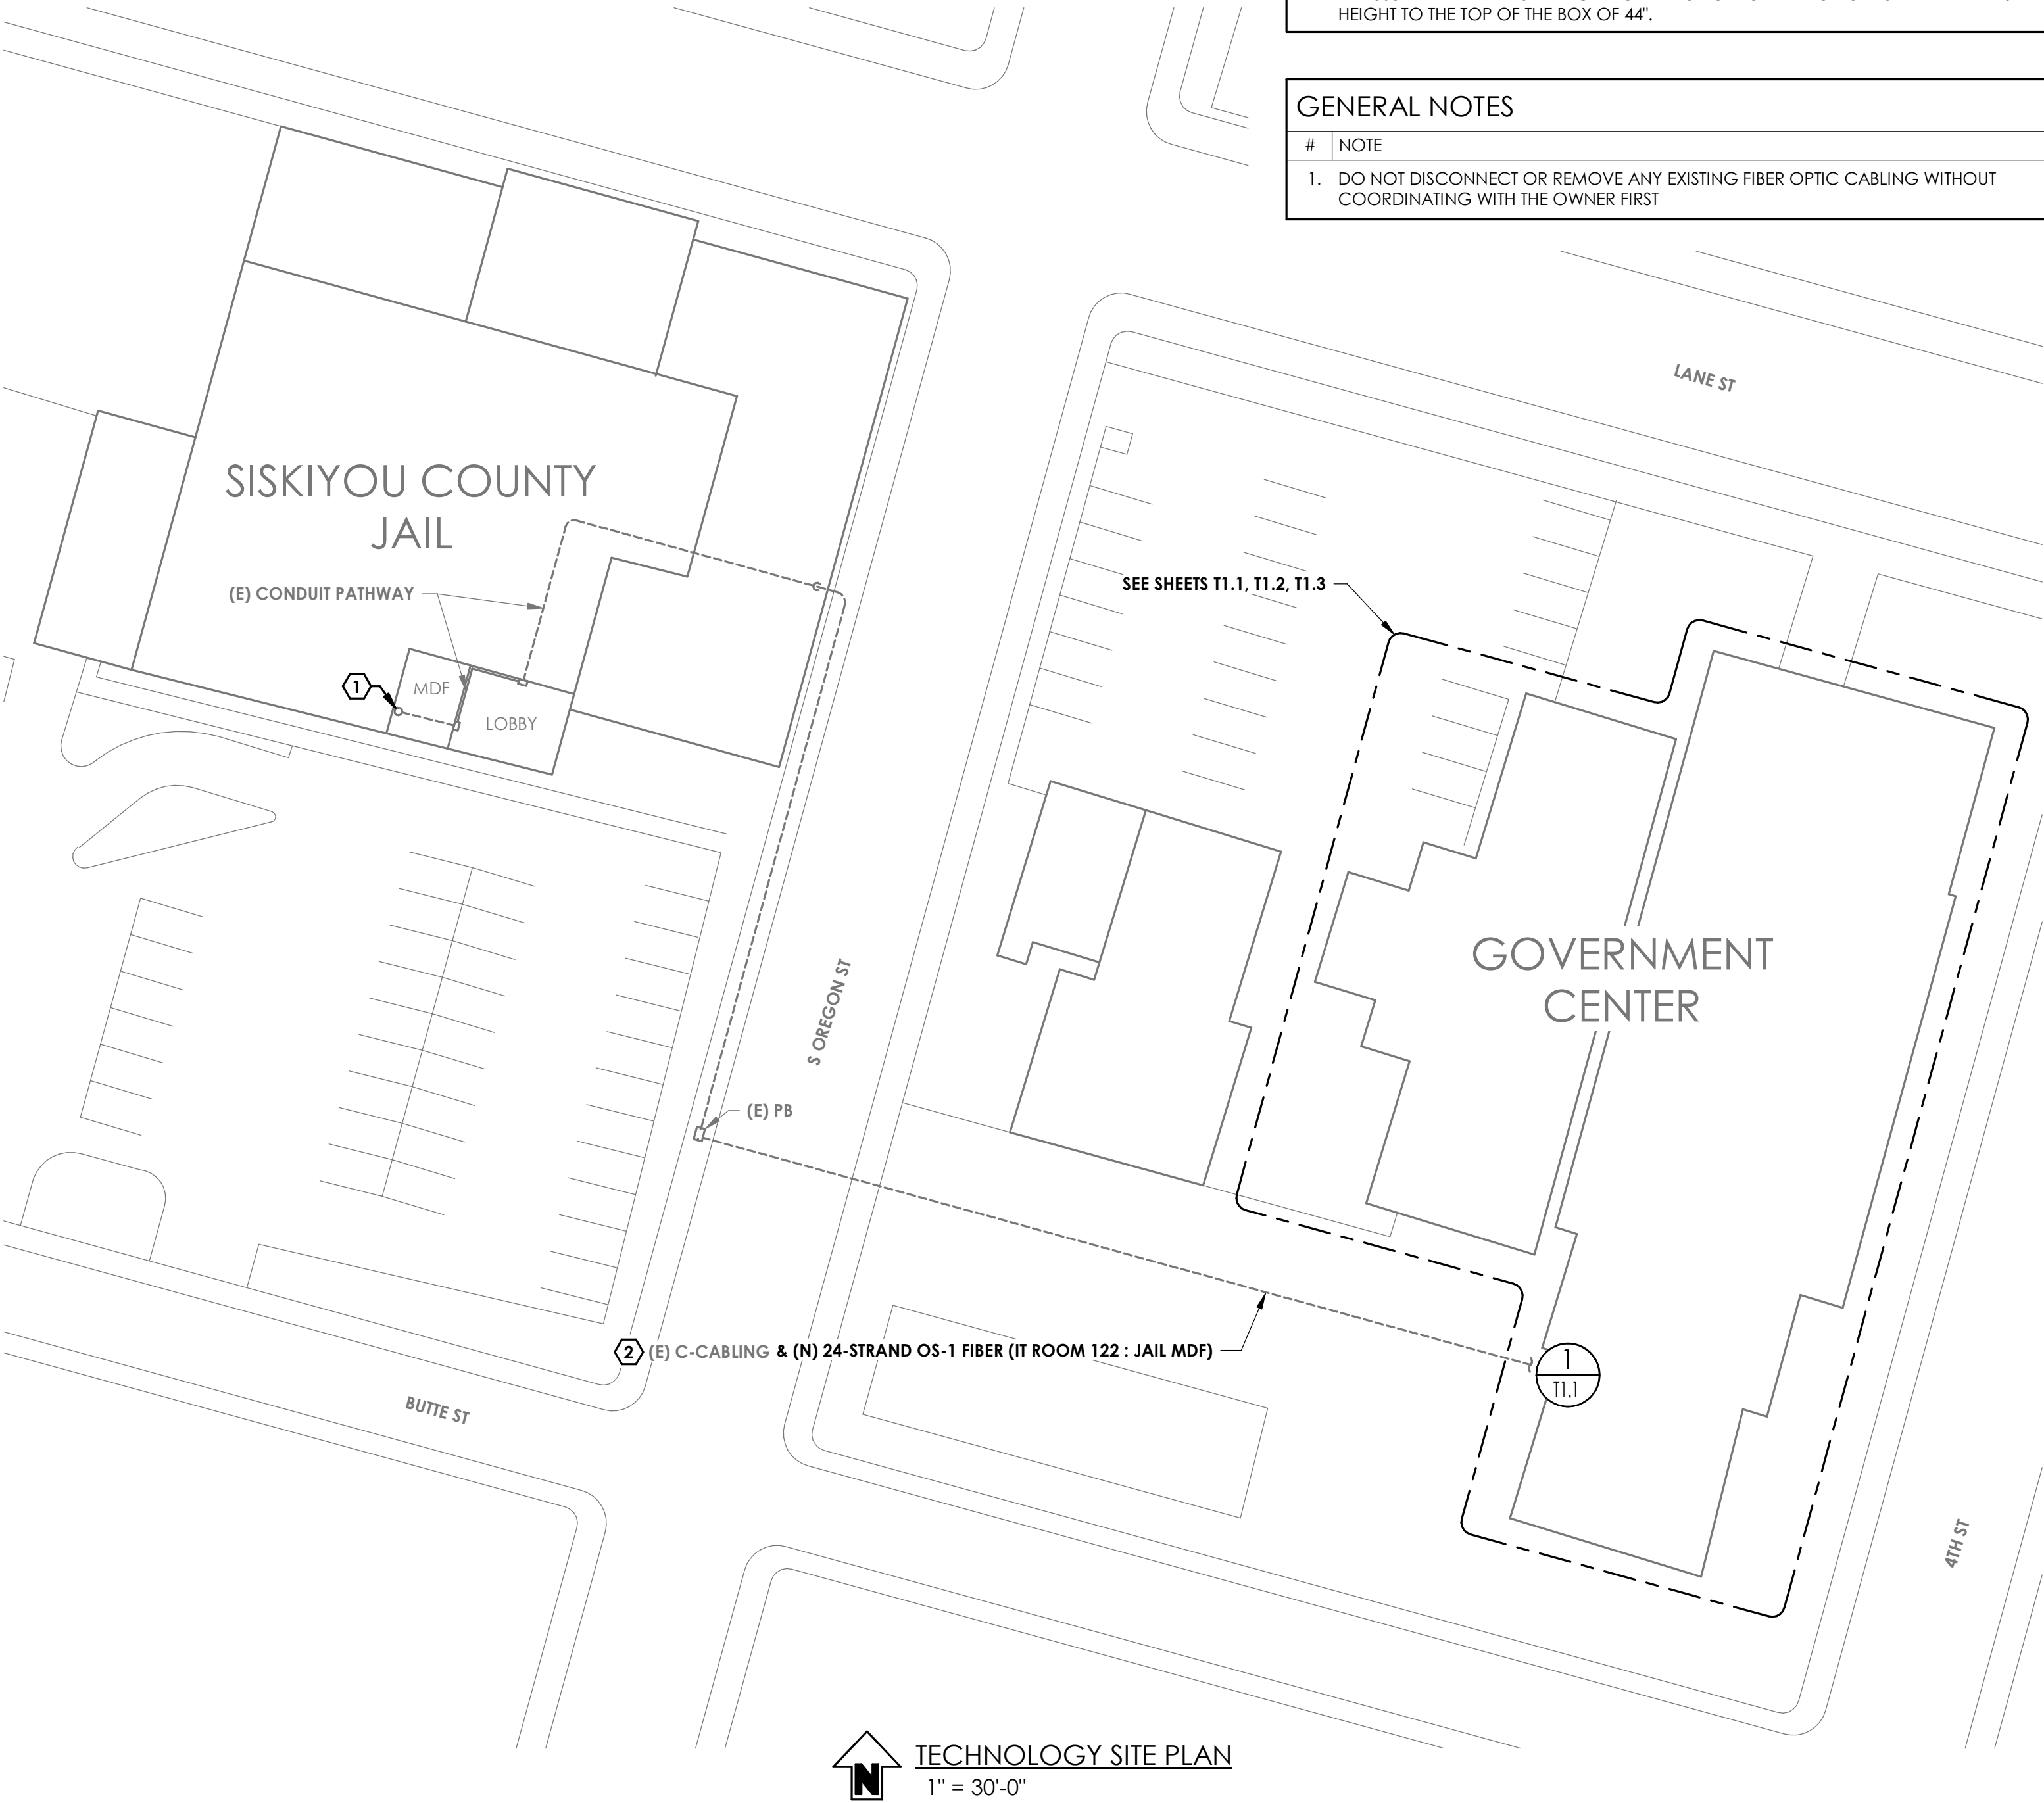 HEIGHT TO THE TOP OF THE BOX OF 44".
GENERAL NOTES
# NOTE
1. DO NOT DISCONNECT OR REMOVE ANY EXISTING FIBER OPTIC CABLING WITHOUT
COORDINATING WITH THE OWNER FIRST
LANE ST
SISKIYOU COUNTY
JAIL
(E) CONDUIT PATHWAY
SEE SHEETS T1.1, T1.2, T1.3
1
MDF
LOBBY
GOVERNMENT
CENTER
S OREGON ST
(E) PB
2 (E) C-CABLING & (N) 24-STRAND OS-1 FIBER (IT ROOM 122 : JAIL MDF)
1
T1.1
BUTTE ST
4TH ST
N
TECHNOLOGY SITE PLAN
1" = 30'-0"